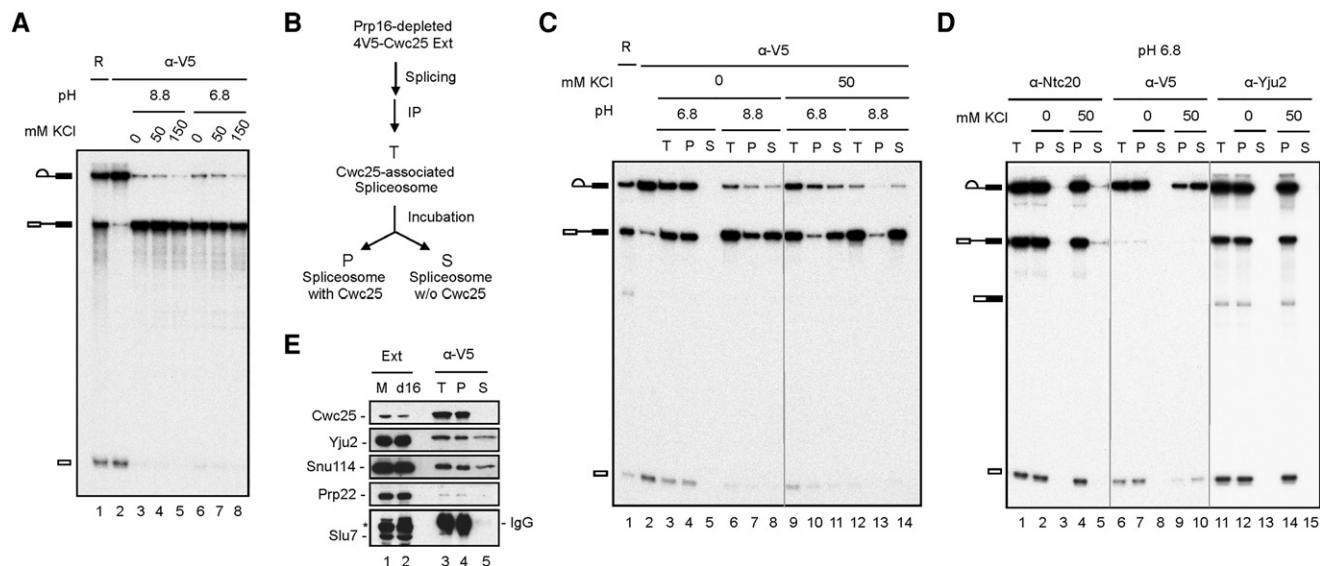 A
R α-V5
pH 8.8 6.8
mM KCl 0 50 150 0 50 150
1 2 3 4 5 6 7 8
B
Prp16-depleted
4V5-Cwc25 Ext
Splicing
IP
T
Cwc25-associated
Spliceosome
Incubation
P S
Spliceosome Spliceosome
with Cwc25 w/o Cwc25
E
Ext α-V5
M d16 T P S
Cwc25 -
Yju2 -
Snu114 -
Prp22 -
* - IgG
Slu7 -
1 2 3 4 5
C
R α-V5
mM KCl 0 50
pH 6.8 8.8 6.8 8.8
T P S T P S T P S T P S
1 2 3 4 5 6 7 8 9 10 11 12 13 14
D
pH 6.8
α-Ntc20 α-V5 α-Yju2
mM KCl 0 50 0 50 0 50
T P S P S T P S P S T P S P S
1 2 3 4 5 6 7 8 9 10 11 12 13 14 15